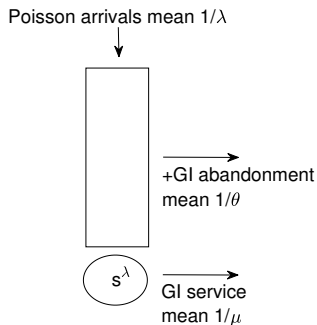 Poisson arrivals mean 1/λ
+GI abandonment
mean 1/θ
s^λ
GI service
mean 1/μ